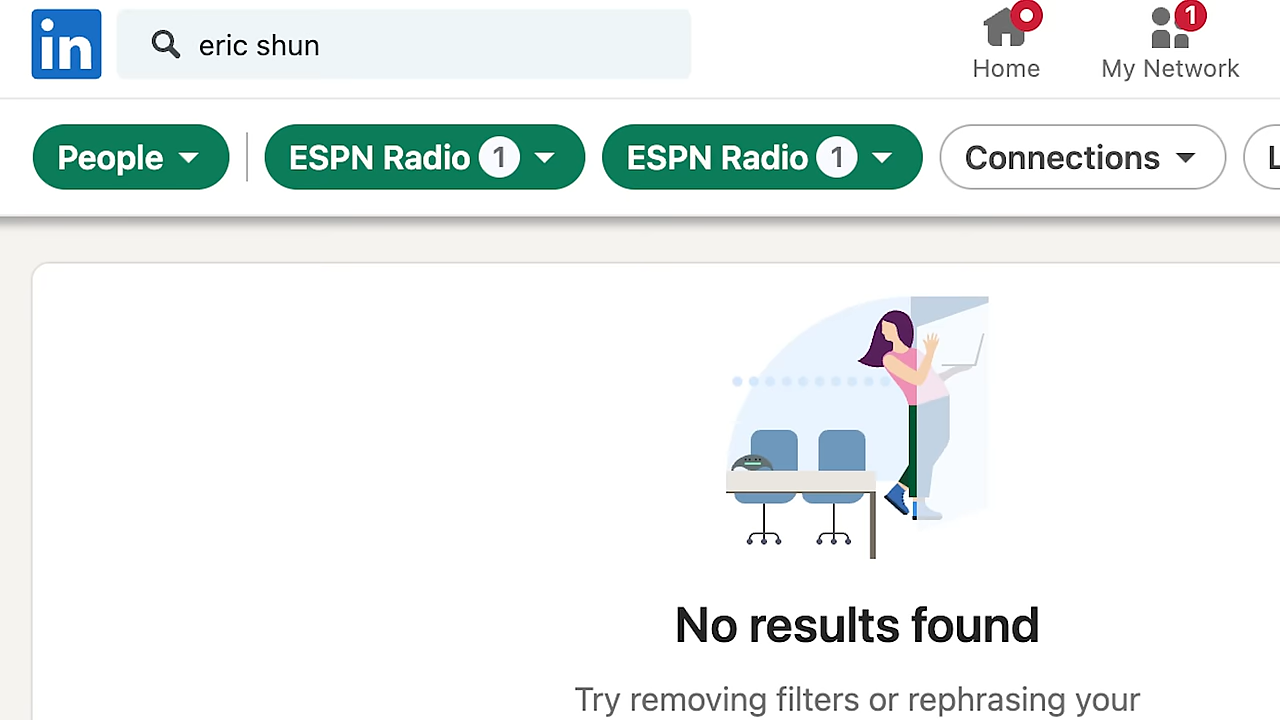 in
eric shun
Home
1
My Network
People
ESPN Radio 1
ESPN Radio 1
Connections
L
No results found
Try removing filters or rephrasing your